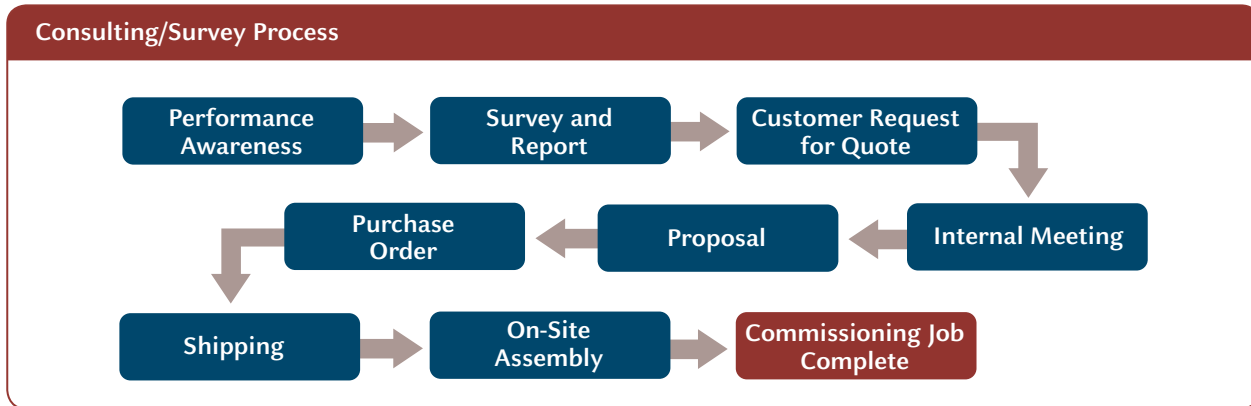 Consulting/Survey Process
Performance
Awareness
Survey and
Report
Customer Request
for Quote
Internal Meeting
Proposal
Purchase
Order
Shipping
On-Site
Assembly
Commissioning Job
Complete